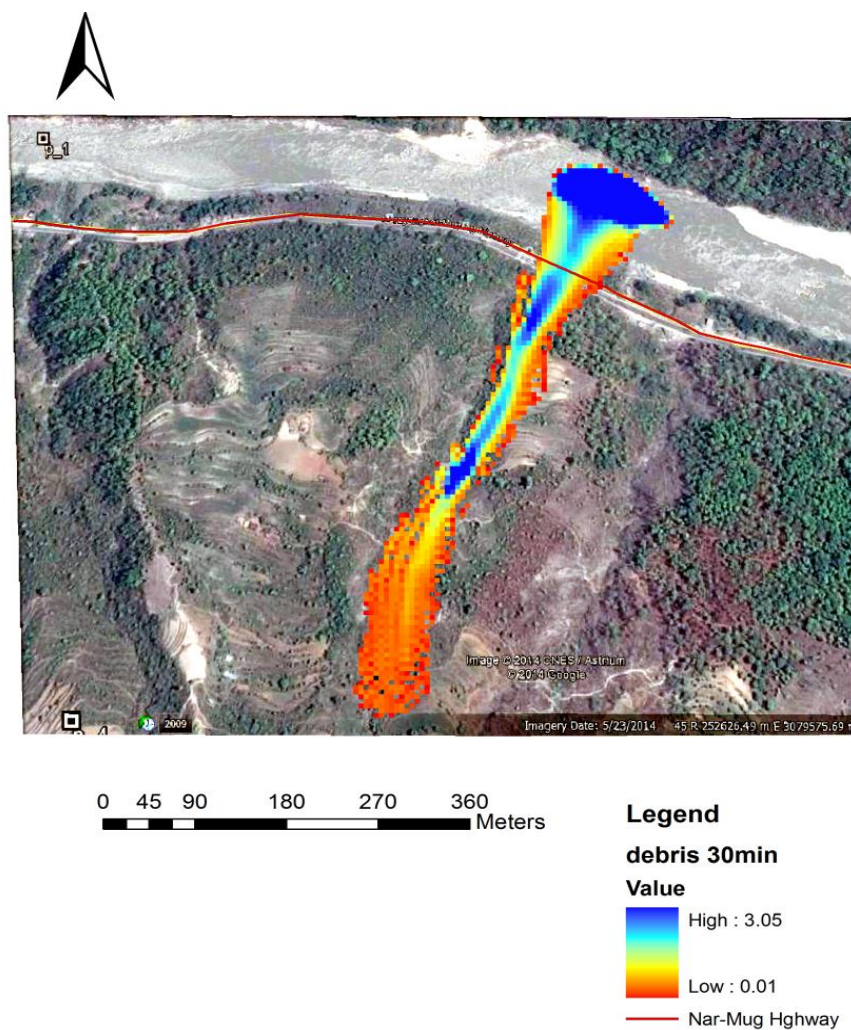 p_1
Image © 2014 CNES / Astrium
© 2014 Google
2009
Imagery Date: 5/23/2014 45 R 252626.49 m E 3079575.69
0 45 90 180 270 360
Meters
Legend
debris 30min
Value
High : 3.05
Low : 0.01
Nar-Mug Hghway